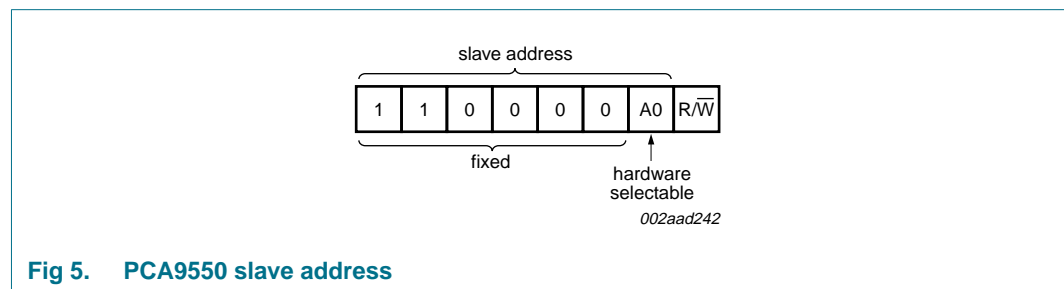 slave address
1 1 0 0 0 0 A0 R/W̅
fixed
hardware
selectable
002aad242
Fig 5. PCA9550 slave address